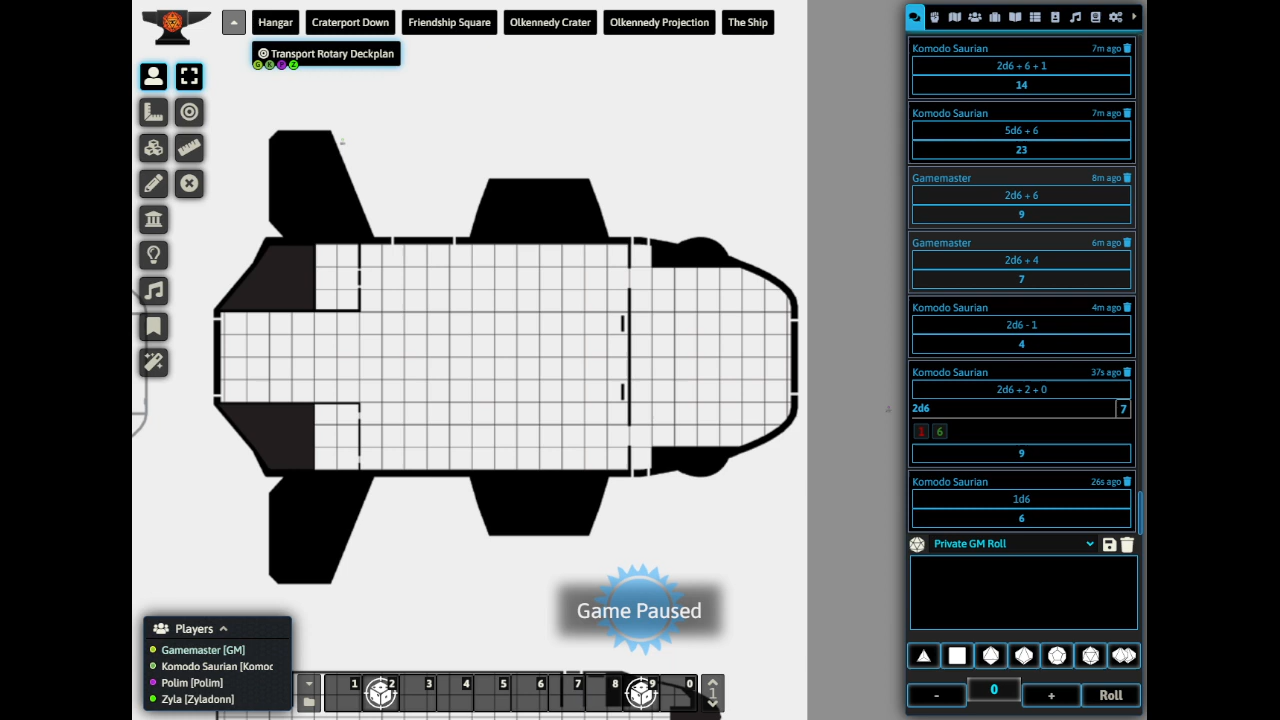 Hangar
Craterport Down
Friendship Square
Olkennedy Crater
Olkennedy Projection
The Ship
Transport Rotary Deckplan
G K P Z
Komodo Saurian 7m ago
2d6 + 6 + 1
14
Komodo Saurian 7m ago
5d6 + 6
23
Gamemaster 8m ago
2d6 + 6
9
Gamemaster 6m ago
2d6 + 4
7
Komodo Saurian 4m ago
2d6 - 1
4
Komodo Saurian 37s ago
2d6 + 2 + 0
2d6 7
1 6
9
Komodo Saurian 26s ago
1d6
6
Private GM Roll
- 0 + Roll
Game Paused
Players
Gamemaster [GM]
Komodo Saurian [Komoc
Polim [Polim]
Zyla [Zyladonn]
1 2 3 4 5 6 7 8 9 0
1